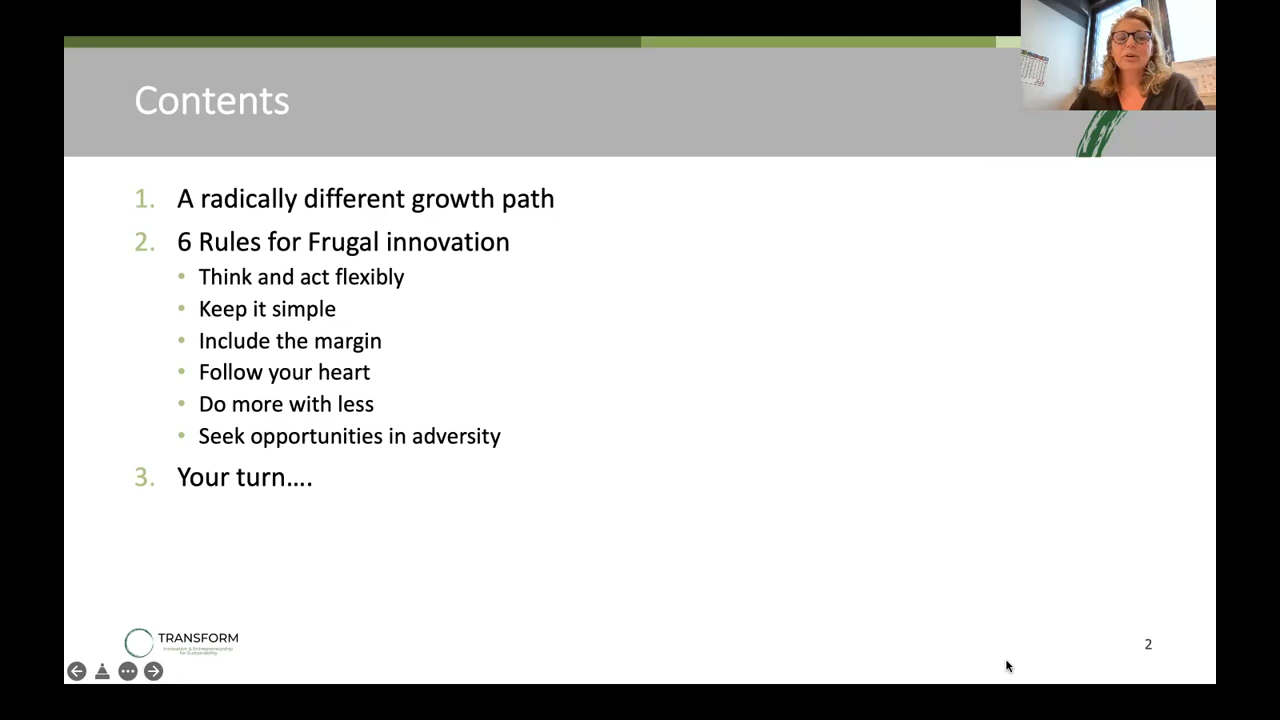 Contents
1. A radically different growth path
2. 6 Rules for Frugal innovation
• Think and act flexibly
• Keep it simple
• Include the margin
• Follow your heart
• Do more with less
• Seek opportunities in adversity
3. Your turn....
TRANSFORM
Innovation & Entrepreneurship
for Sustainability
2